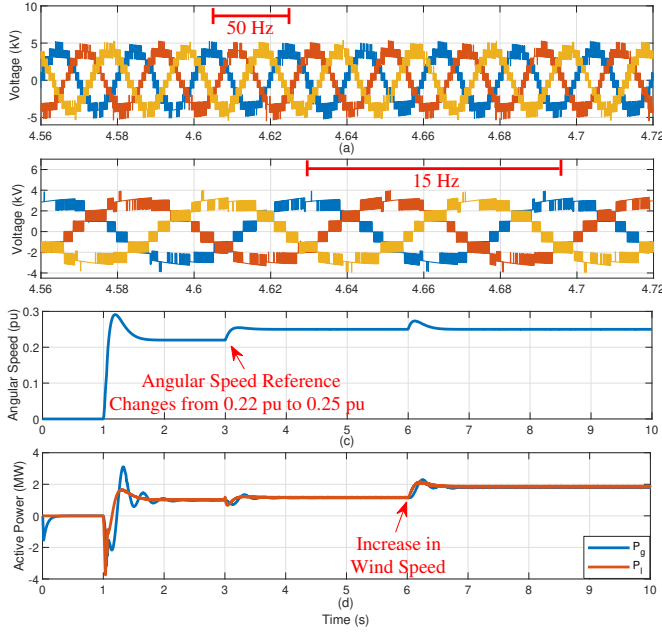 50 Hz
Voltage (kV)
5
0
-5
4.56 4.58 4.6 4.62 4.64 4.66 4.68 4.7 4.72
(a)
15 Hz
Voltage (kV)
6
4
2
0
-2
-4
4.56 4.58 4.6 4.62 4.64 4.66 4.68 4.7 4.72
Angular Speed (pu)
0.3
0.2
0.1
0
Angular Speed Reference
Changes from 0.22 pu to 0.25 pu
0 1 2 3 4 5 6 7 8 9 10
(c)
Active Power (MW)
4
2
0
-2
-4
Increase in
Wind Speed
P_g
P_l
0 1 2 3 4 5 6 7 8 9 10
(d)
Time (s)